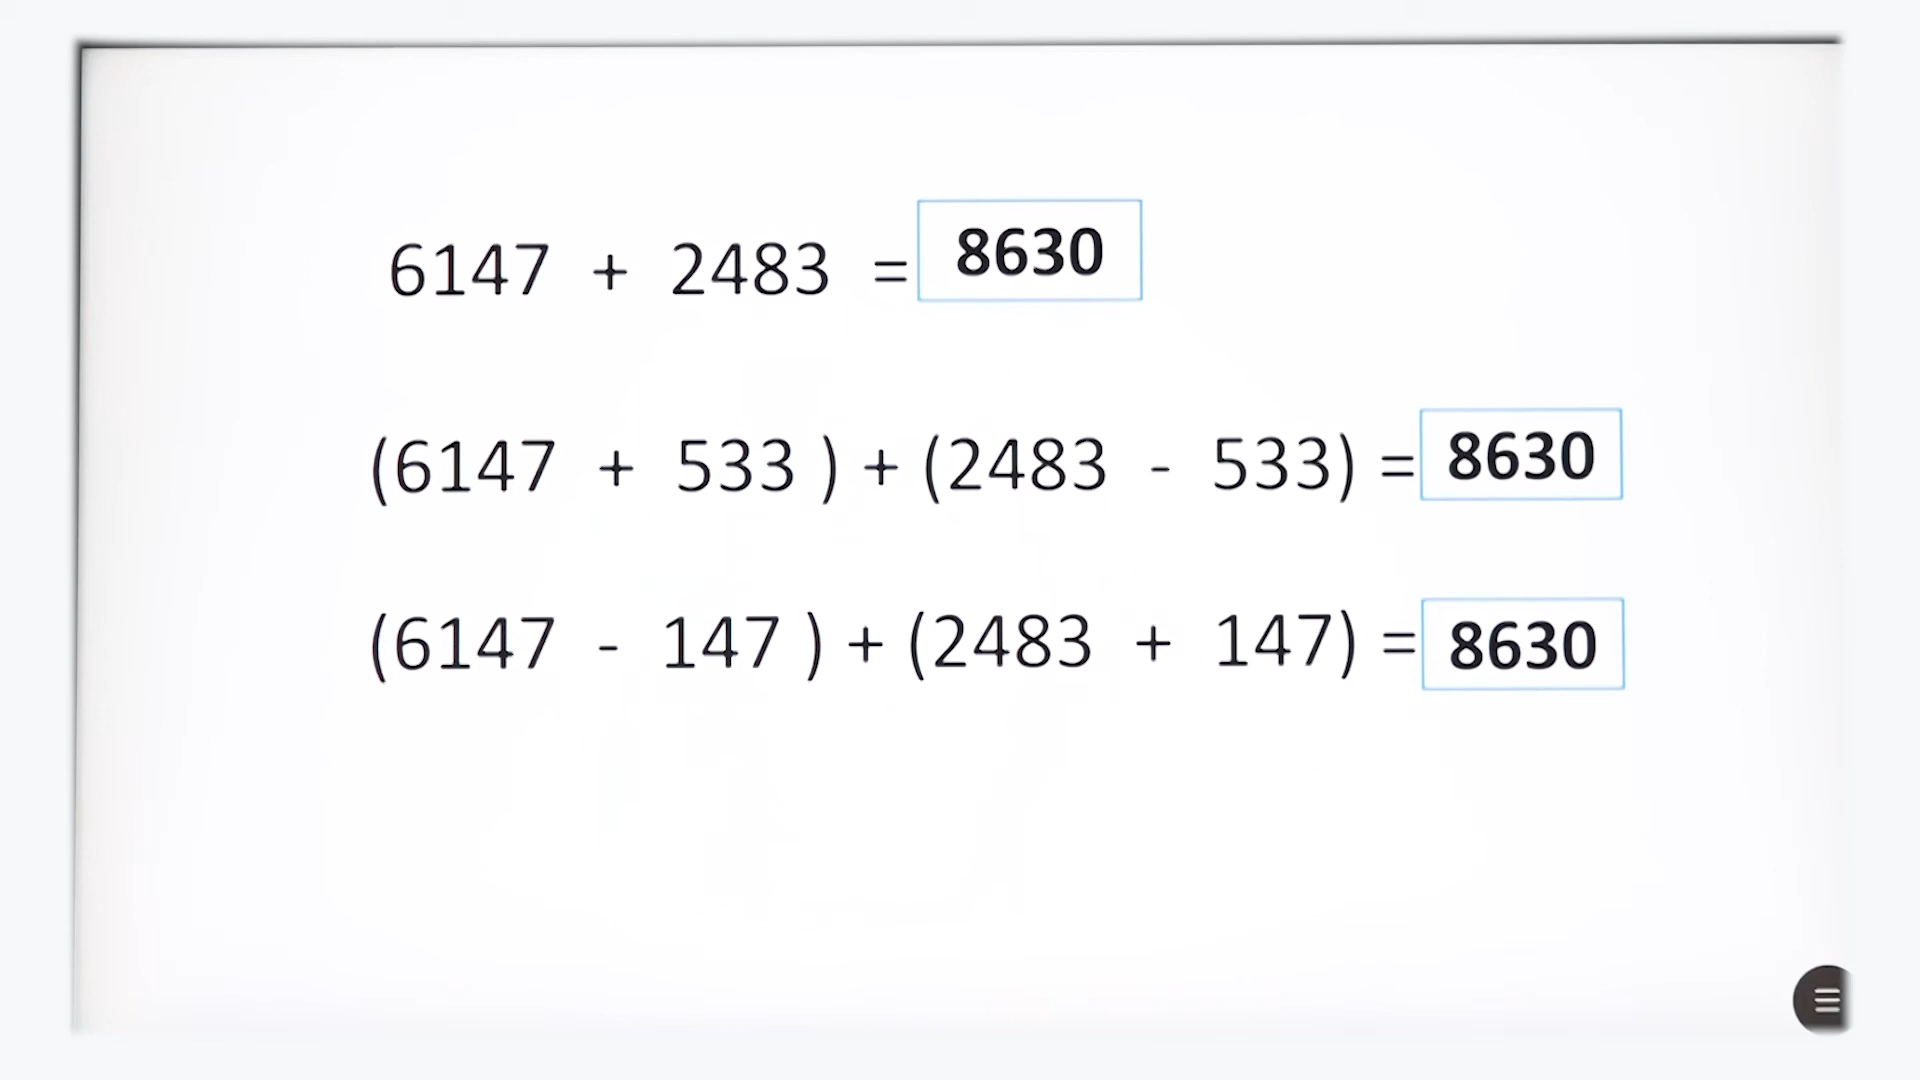 6147 + 2483 = 8630
(6147 + 533 ) + (2483 - 533) = 8630
(6147 - 147 ) + (2483 + 147) = 8630